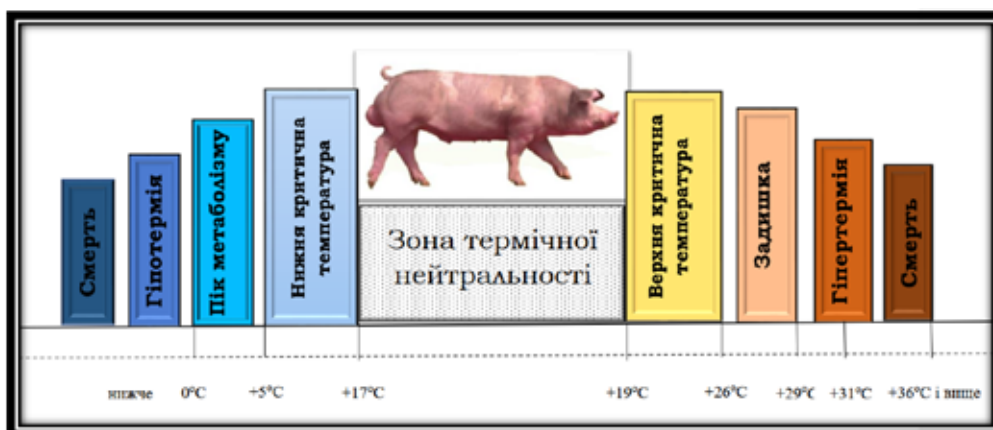 Смерть
Гіпотермія
Пік метаболізму
Нижня критична
температура
Зона термічної
нейтральності
Верхня критична
температура
Задишка
Гіпертермія
Смерть
нижче 0°C +5°C +17°C +19°C +26°C +29°C +31°C +36°C і вище